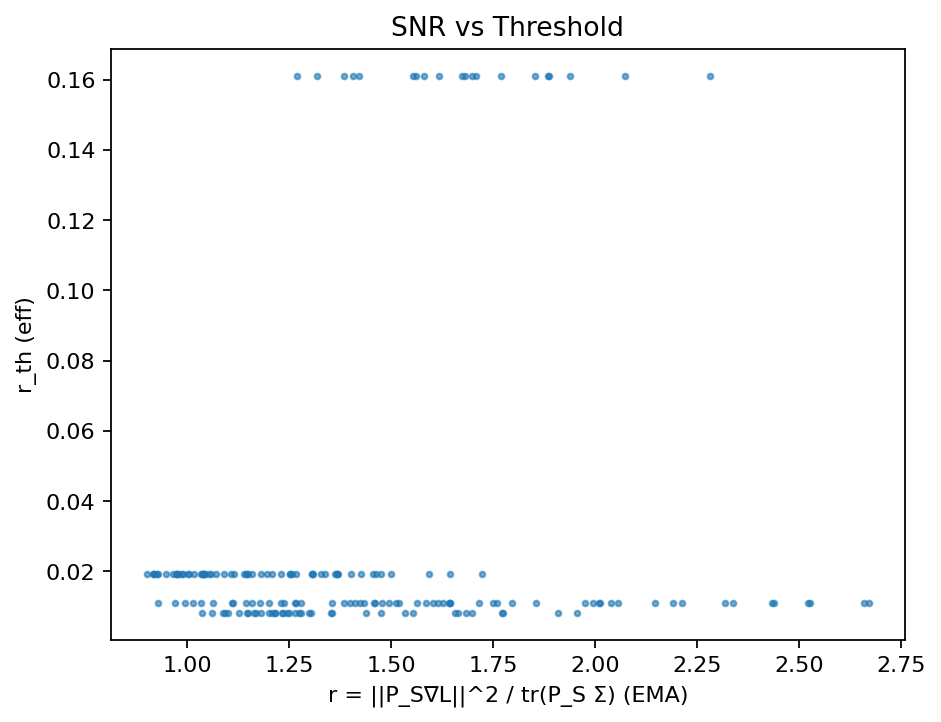 SNR vs Threshold
0.16
0.14
0.12
0.10
0.08
0.06
0.04
0.02
r_th (eff)
1.00 1.25 1.50 1.75 2.00 2.25 2.50 2.75
r = ||P_S∇L||^2 / tr(P_S Σ) (EMA)